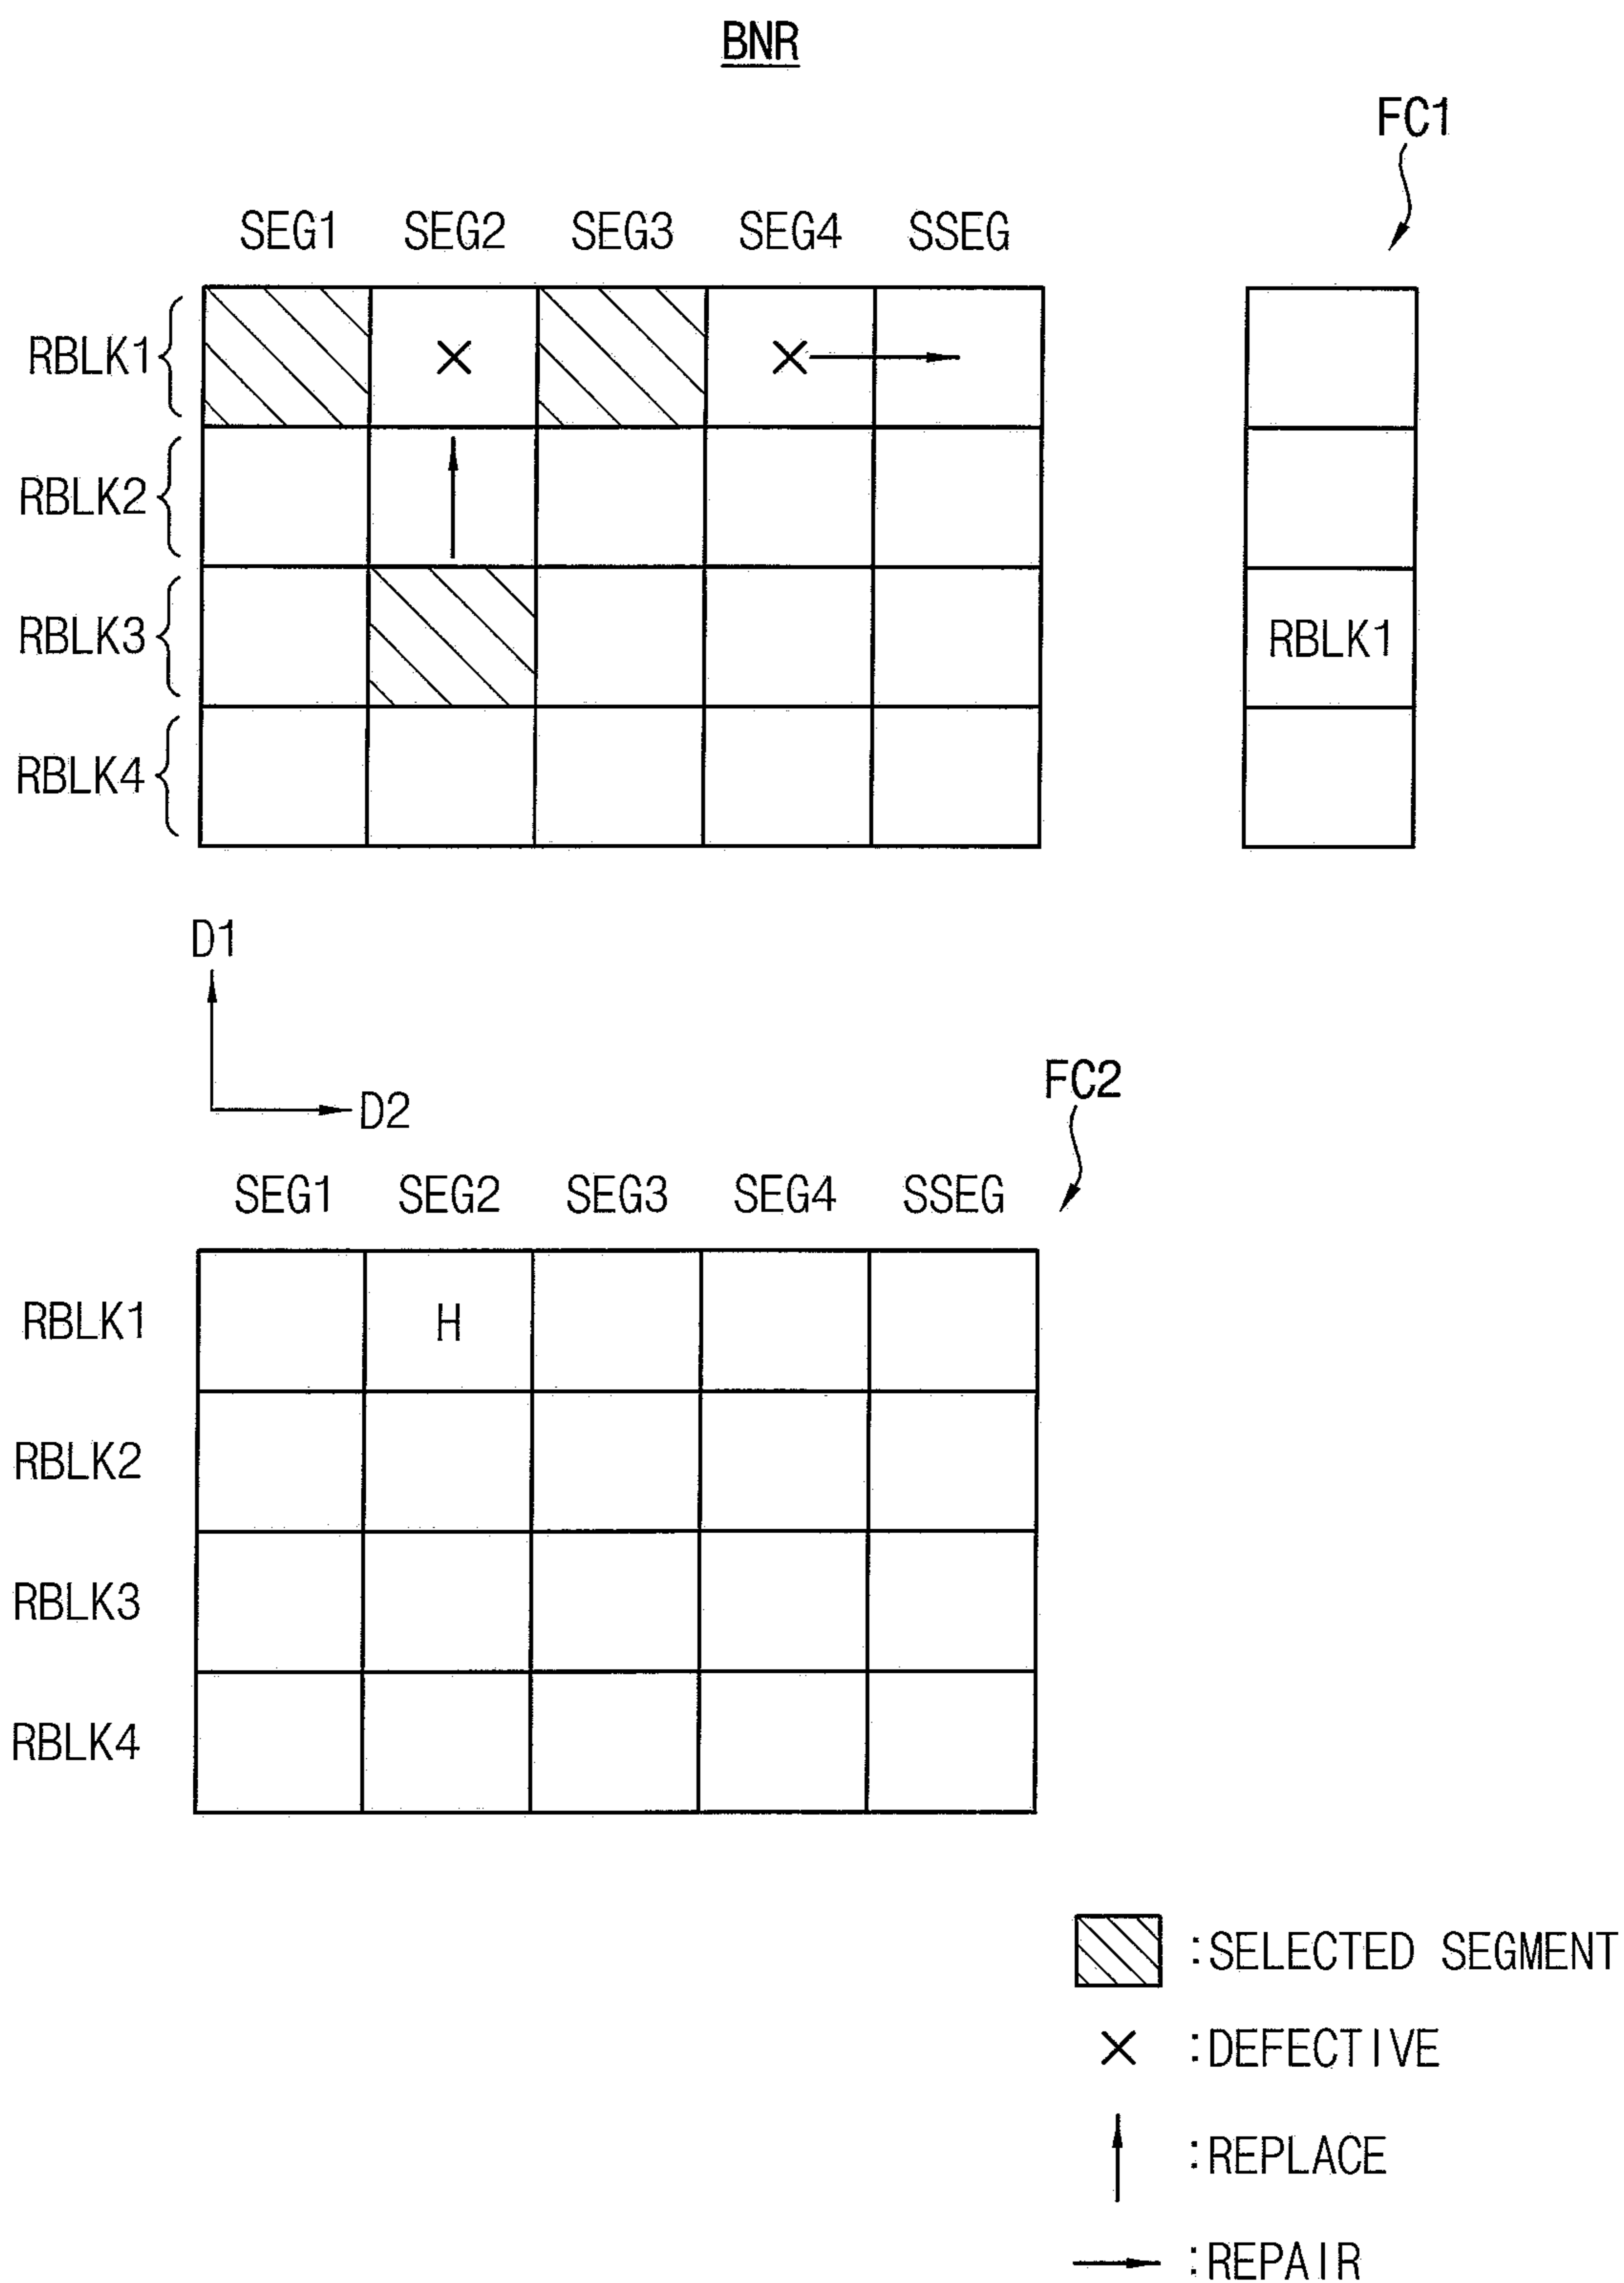 BNR
FC1
SEG1 SEG2 SEG3 SEG4 SSEG
RBLK1
RBLK2
RBLK3 RBLK1
RBLK4
D1
D2
FC2
SEG1 SEG2 SEG3 SEG4 SSEG
RBLK1 H
RBLK2
RBLK3
RBLK4
:SELECTED SEGMENT
:DEFECTIVE
:REPLACE
:REPAIR